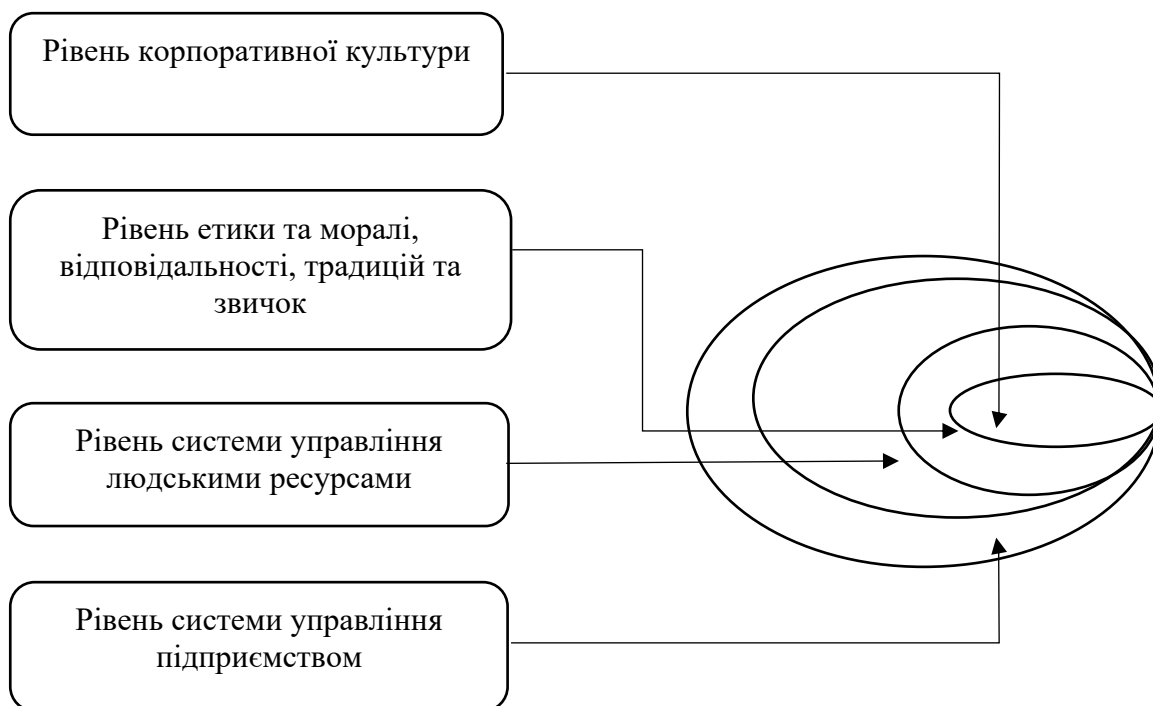 Рівень корпоративної культури
Рівень етики та моралі,
відповідальності, традицій та
звичок
Рівень системи управління
людськими ресурсами
Рівень системи управління
підприємством